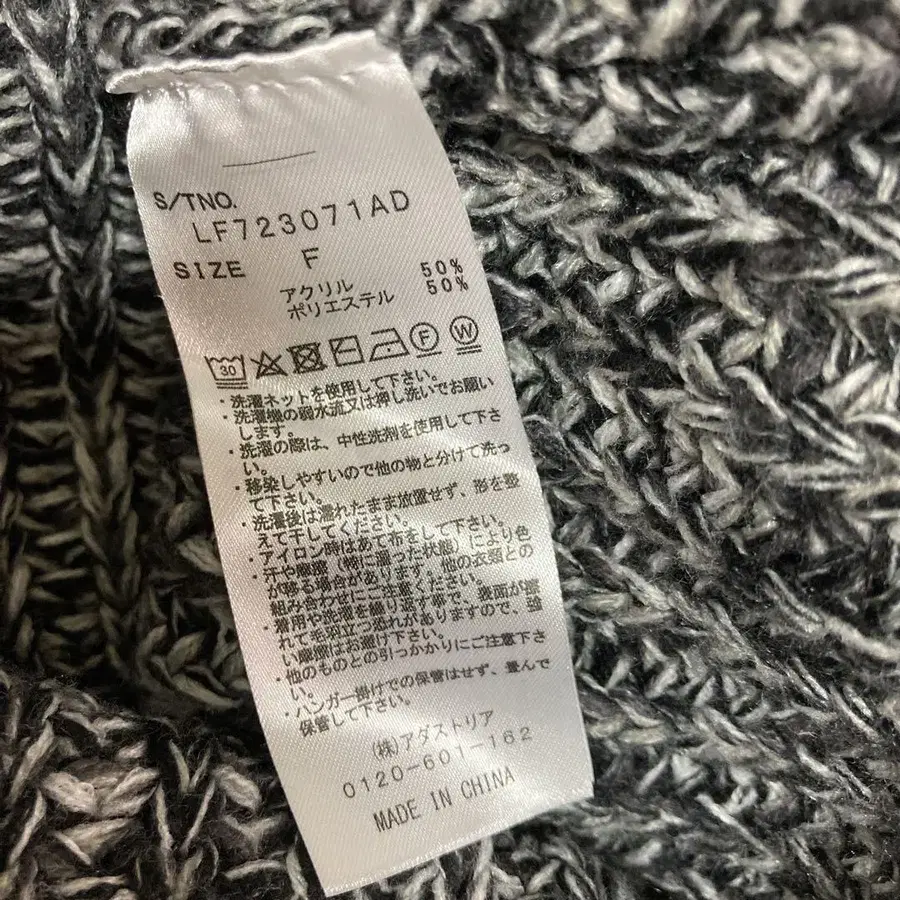 S/TNO.
LF723071AD
SIZE F
アクリル 50%
ポリエステル 50%
30
F
W
・洗濯ネットを使用して下さい。
・洗濯機の弱水流又は押し洗いでお願い
します。
・洗濯の際は、中性洗剤を使用して下さ
い。
・移染しやすいので他の物と分けて洗っ
て下さい。
・洗濯後は濡れたまま放置せず、形を整
えて干してください。
・アイロン時はあて布をして下さい。
・汗や摩擦(特に湿った状態)により色
が移る場合があります。他の衣類との
組み合わせにご注意ください。
・着用や洗濯を繰り返す事で、表面が擦
れて毛羽立つ恐れがありますので、強
い摩擦はお避け下さい。
・他のものとの引っかかりにご注意下さ
い。
・ハンガー掛けでの保管はせず、畳んで
保管して下さい。
(株)アダストリア
0120-601-162
MADE IN CHINA